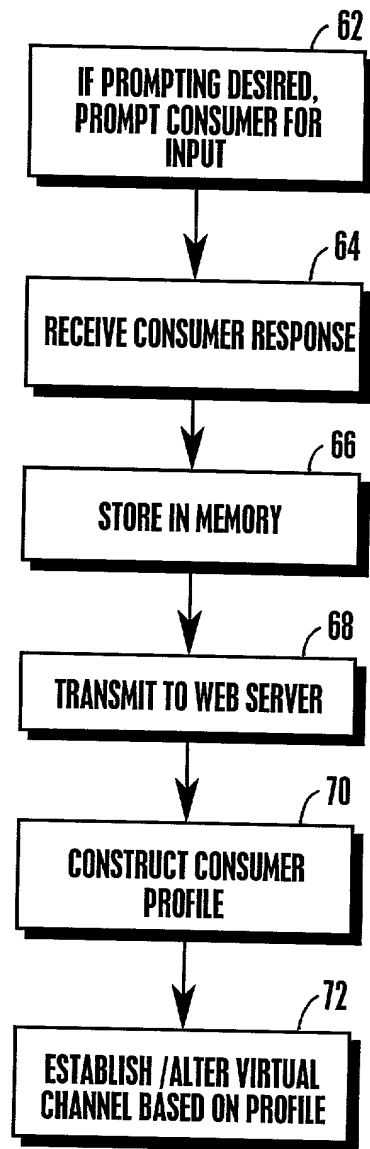 62
IF PROMPTING DESIRED,
PROMPT CONSUMER FOR
INPUT
64
RECEIVE CONSUMER RESPONSE
66
STORE IN MEMORY
68
TRANSMIT TO WEB SERVER
70
CONSTRUCT CONSUMER
PROFILE
72
ESTABLISH /ALTER VIRTUAL
CHANNEL BASED ON PROFILE